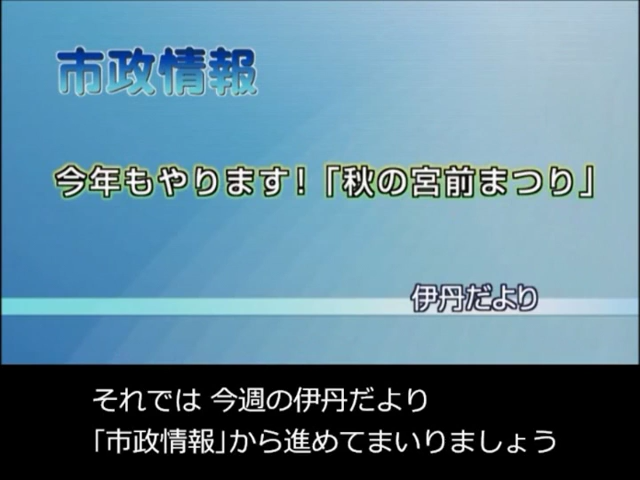 市政情報
今年もやります!「秋の宮前まつり」
伊丹だより
それでは 今週の伊丹だより
「市政情報」から進めてまいりましょう